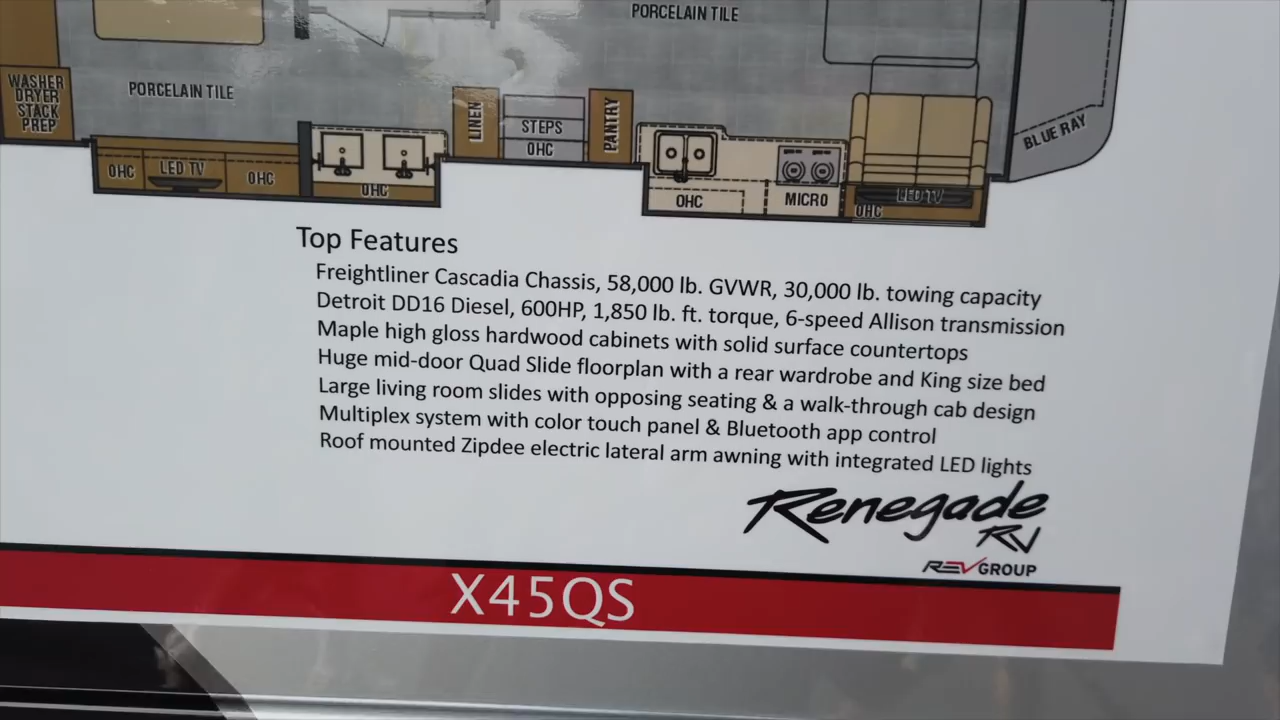 PORCELAIN TILE
WASHER
DRYER
STACK
PREP
PORCELAIN TILE
LINEN
STEPS
OHC
PANTRY
BLUE RAY
OHC
LED TV
OHC
OHC
OHC
MICRO
LED TV
OHC
Top Features
Freightliner Cascadia Chassis, 58,000 lb. GVWR, 30,000 lb. towing capacity
Detroit DD16 Diesel, 600HP, 1,850 lb. ft. torque, 6-speed Allison transmission
Maple high gloss hardwood cabinets with solid surface countertops
Huge mid-door Quad Slide floorplan with a rear wardrobe and King size bed
Large living room slides with opposing seating & a walk-through cab design
Multiplex system with color touch panel & Bluetooth app control
Roof mounted Zipdee electric lateral arm awning with integrated LED lights
Renegade
RV
REV GROUP
X45QS